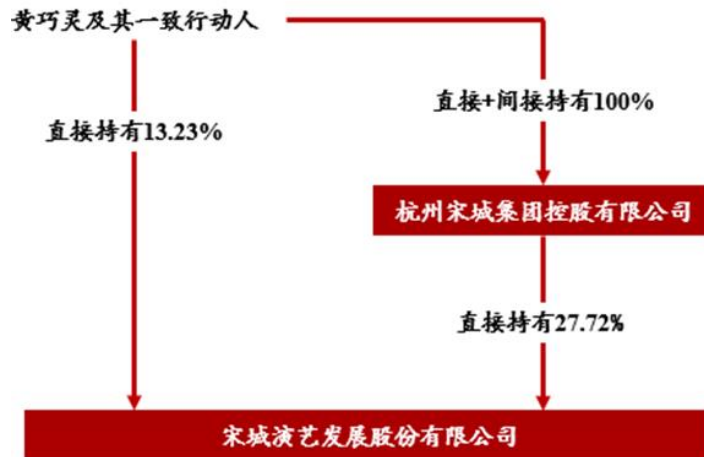 黄巧灵及其一致行动人
直接+间接持有100%
直接持有13.23%
杭州宋城集团控股有限公司
直接持有27.72%
宋城演艺发展股份有限公司